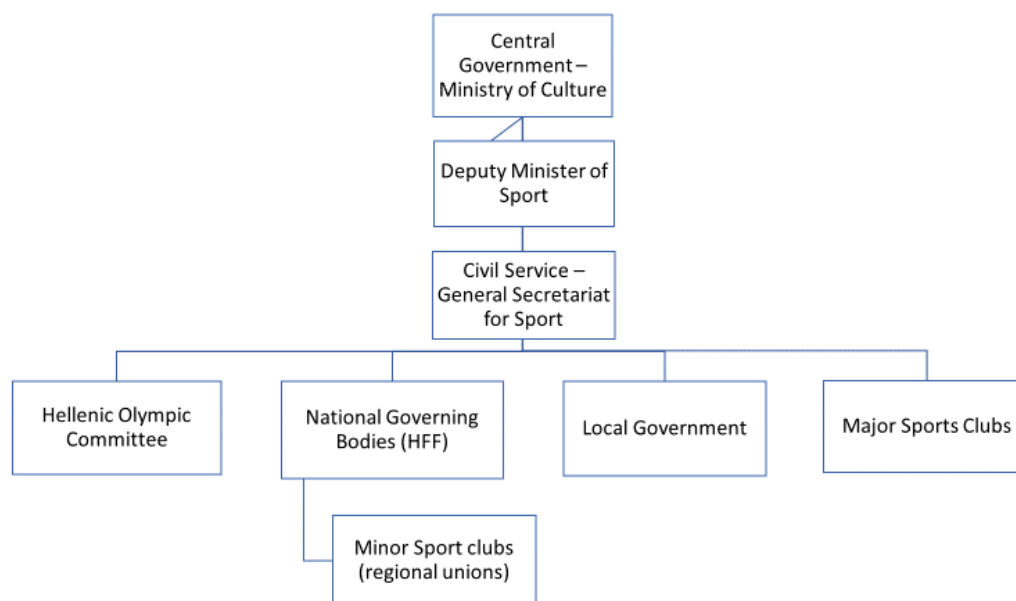 Central
Government –
Ministry of Culture
Deputy Minister of
Sport
Civil Service –
General Secretariat
for Sport
Hellenic Olympic
Committee
National Governing
Bodies (HFF)
Local Government
Major Sports Clubs
Minor Sport clubs
(regional unions)